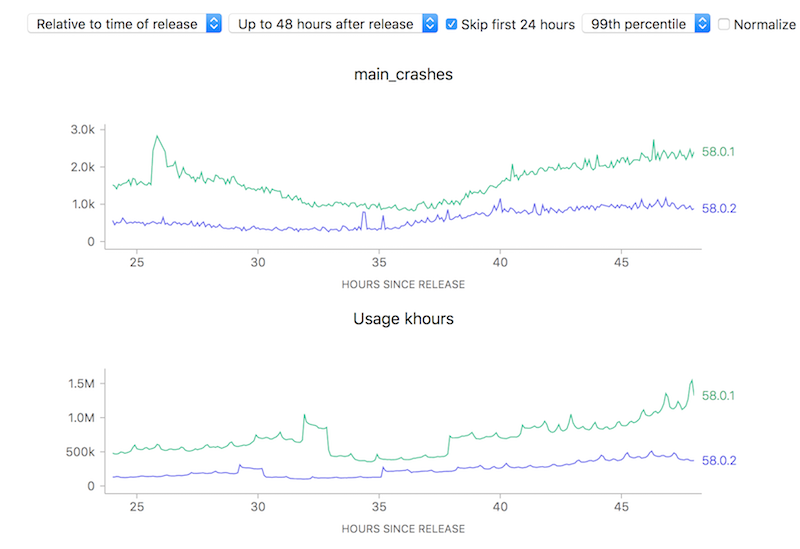 Relative to time of release Up to 48 hours after release Skip first 24 hours 99th percentile Normalize
main_crashes
3.0k
58.0.1
2.0k
58.0.2
1.0k
0
25 30 35 40 45
HOURS SINCE RELEASE
Usage khours
1.5M
58.0.1
1.0M
500k
58.0.2
0
25 30 35 40 45
HOURS SINCE RELEASE